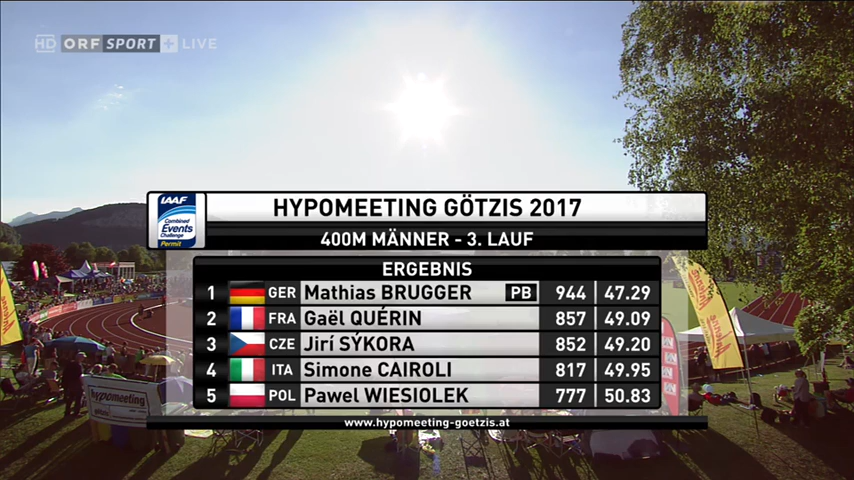 HD ORF SPORT + LIVE
IAAF
Combined
Events
Challenge
Permit
HYPOMEETING GÖTZIS 2017
400M MÄNNER - 3. LAUF
ERGEBNIS
1 GER Mathias BRUGGER PB 944 47.29
2 FRA Gaël QUÉRIN 857 49.09
3 CZE Jirí SÝKORA 852 49.20
4 ITA Simone CAIROLI 817 49.95
5 POL Pawel WIESIOLEK 777 50.83
www.hypomeeting-goetzis.at
hypomeeting